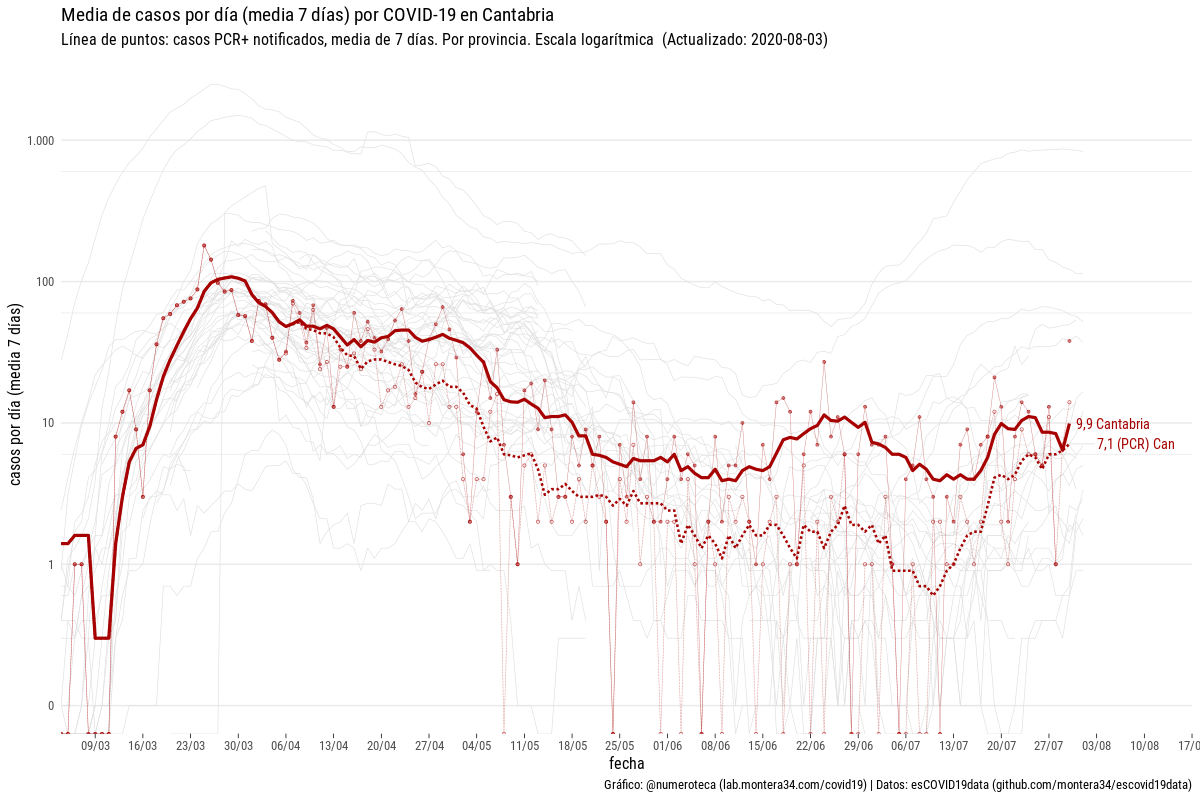 Media de casos por día (media 7 días) por COVID-19 en Cantabria
Línea de puntos: casos PCR+ notificados, media de 7 días. Por provincia. Escala logarítmica (Actualizado: 2020-08-03)
casos por día (media 7 días)
1.000
100
10
1
0
9,9 Cantabria
7,1 (PCR) Can
09/03 16/03 23/03 30/03 06/04 13/04 20/04 27/04 04/05 11/05 18/05 25/05 01/06 08/06 15/06 22/06 29/06 06/07 13/07 20/07 27/07 03/08 10/08 17/0
fecha
Gráfico: @numeroteca (lab.montera34.com/covid19) | Datos: esCOVID19data (github.com/montera34/escovid19data)